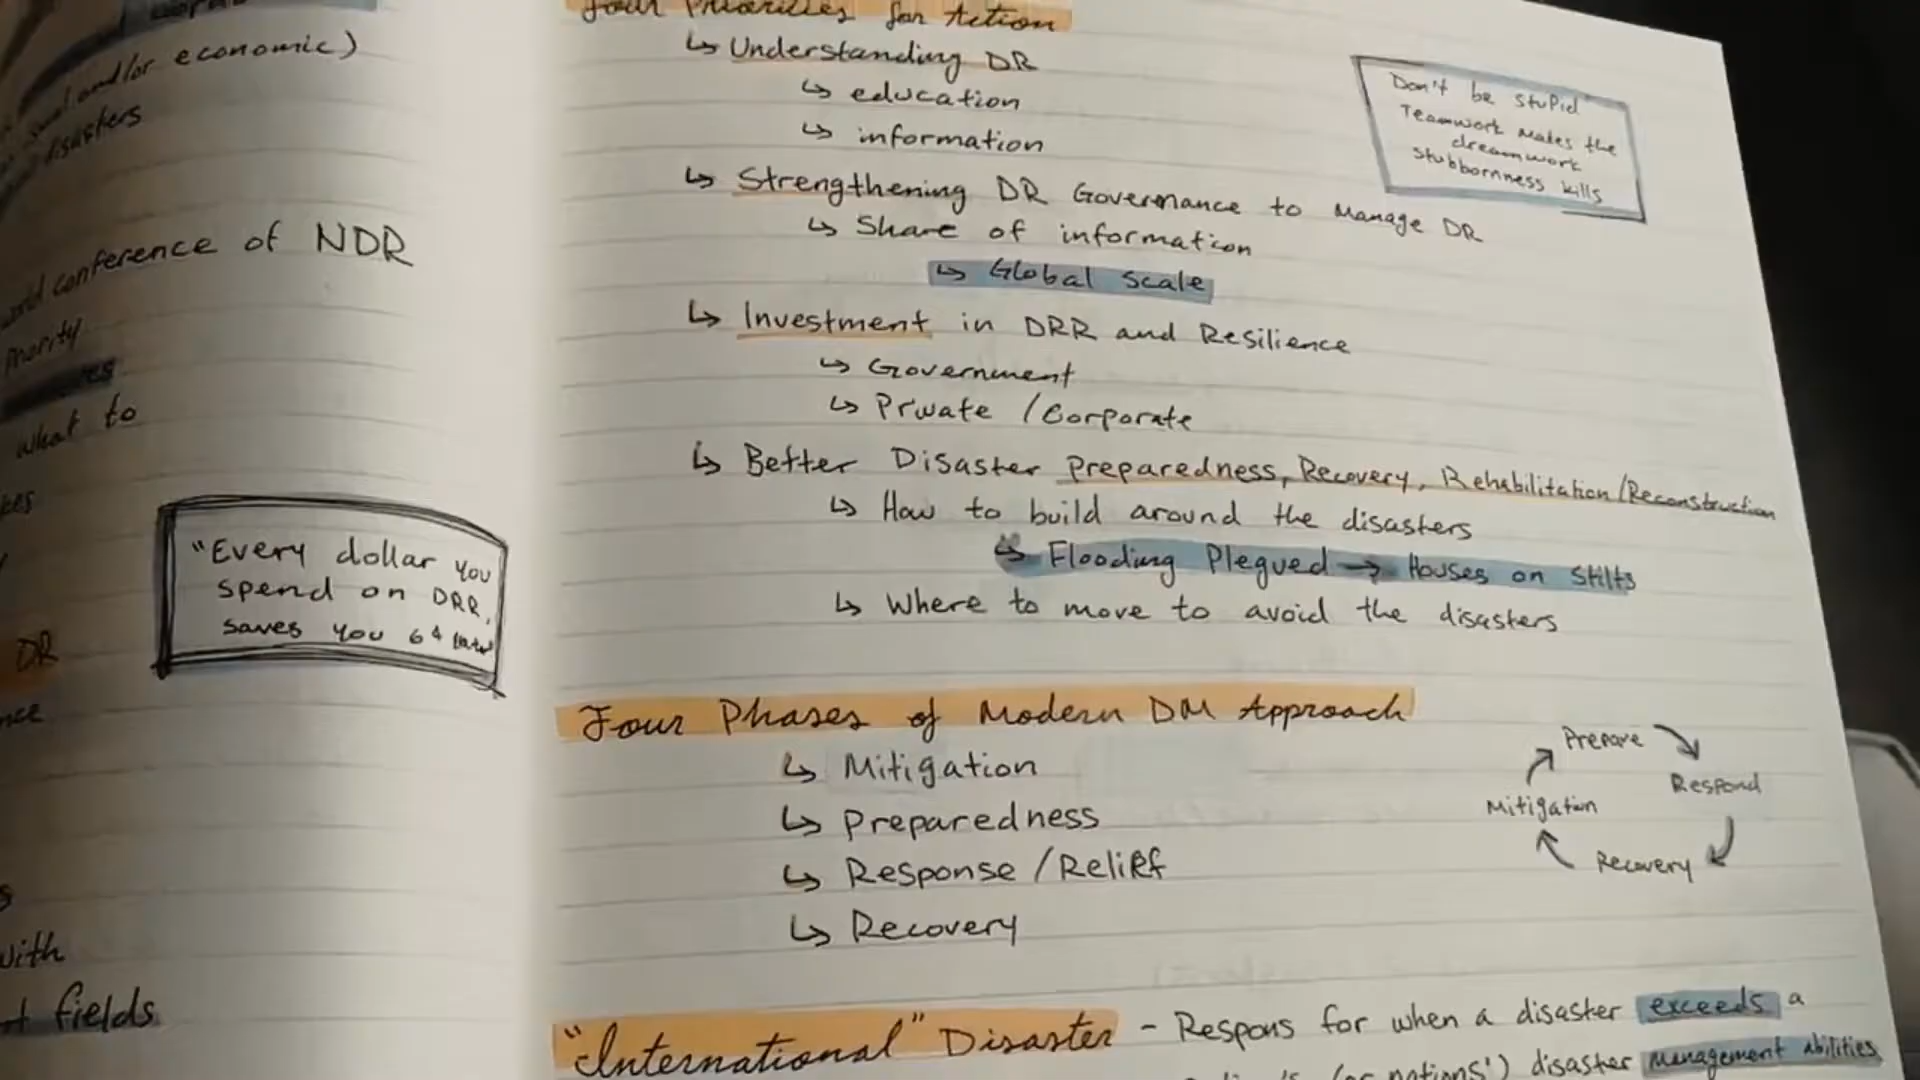 and/or economic)
disasters
world conference of NDR
Priority
what to
"Every dollar you
spend on DRR,
saves you 6$ later
DR
with
fields
Four Priorities for Action
↳ Understanding DR
↳ education
↳ information
↳ Strengthening DR Governance to Manage DR
↳ Share of information
↳ Global Scale
↳ Investment in DRR and Resilience
↳ Government
↳ Private / Corporate
↳ Better Disaster Preparedness, Recovery, Rehabilitation/Reconstruction
↳ How to build around the disasters
↳ Flooding Plegued → Houses on Stilts
↳ Where to move to avoid the disasters
Don't be stupid
Teamwork makes the
dreamwork
stubbornness kills
Four Phases of Modern DM Approach
↳ Mitigation
↳ Preparedness
↳ Response / Relief
↳ Recovery
Prepare
Respond
Mitigation
Recovery
"International" Disaster - Respons for when a disaster exceeds a
(or nations') disaster management abilities